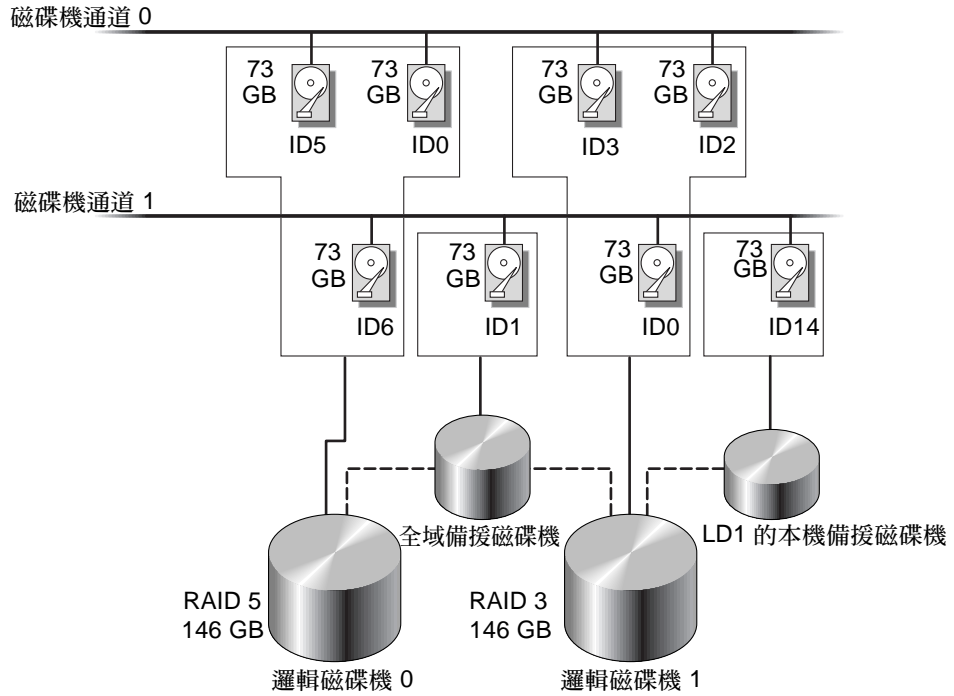 磁碟機通道 0
73
GB
73
GB
73
GB
73
GB
ID5
ID0
ID3
ID2
磁碟機通道 1
73
GB
73
GB
73
GB
73
GB
ID6
ID1
ID0
ID14
全域備援磁碟機
LD1 的本機備援磁碟機
RAID 5
146 GB
RAID 3
146 GB
邏輯磁碟機 0
邏輯磁碟機 1